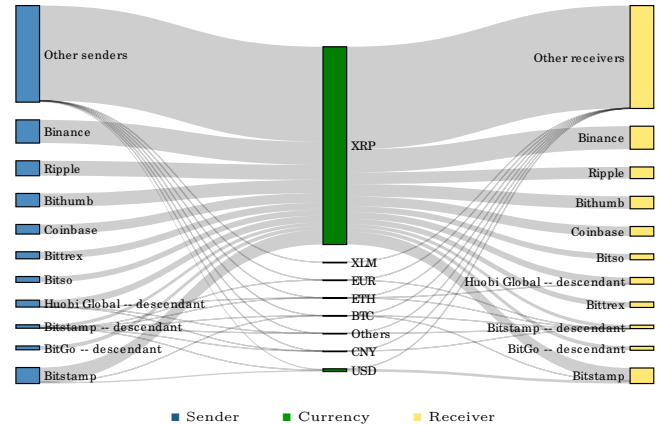 Other senders
Binance
Ripple
Bithumb
Coinbase
Bittrex
Bitso
Huobi Global -- descendant
Bitstamp -- descendant
BitGo -- descendant
Bitstamp
XRP
XLM
EUR
ETH
BTC
Others
CNY
USD
Other receivers
Binance
Ripple
Bithumb
Coinbase
Bitso
Huobi Global -- descendant
Bittrex
Bitstamp -- descendant
BitGo -- descendant
Bitstamp
Sender Currency Receiver